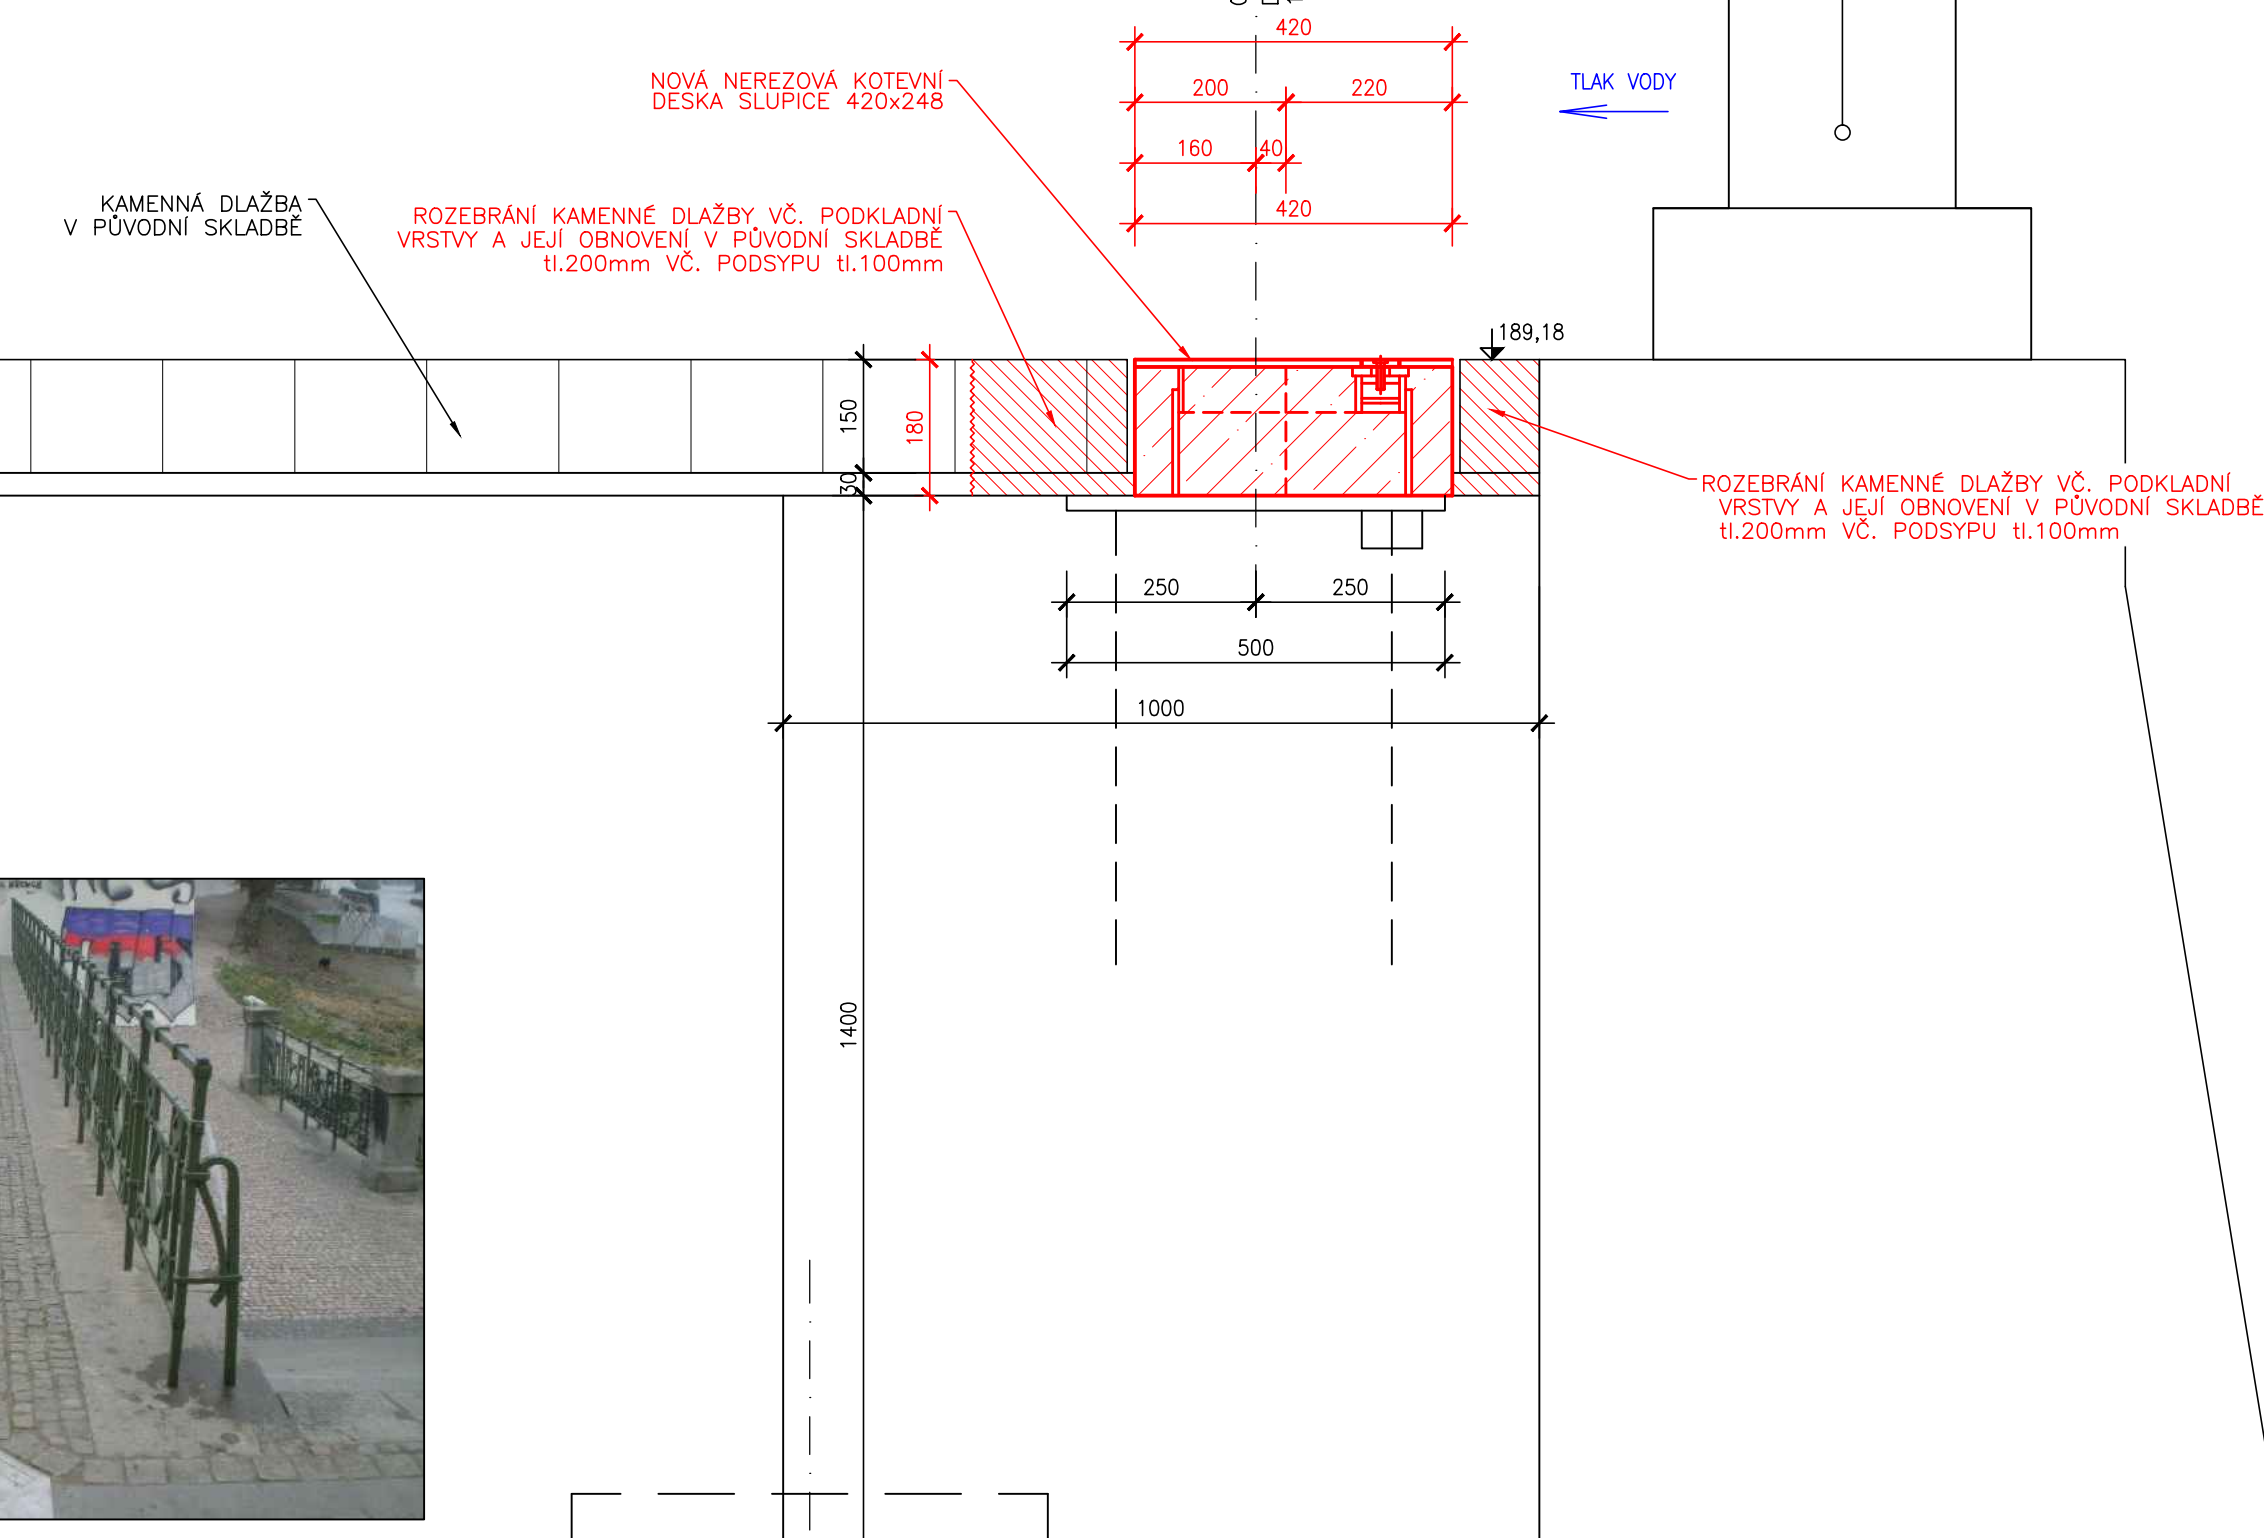 420
NOVÁ NEREZOVÁ KOTEVNÍ
DESKA SLUPICE 420x248
200
220
TLAK VODY
160
40
KAMENNÁ DLAŽBA
V PŮVODNÍ SKLADBĚ
ROZEBRÁNÍ KAMENNÉ DLAŽBY VČ. PODKLADNÍ
VRSTVY A JEJÍ OBNOVENÍ V PŮVODNÍ SKLADBĚ
tl.200mm VČ. PODSYPU tl.100mm
420
189,18
150
180
30
ROZEBRÁNÍ KAMENNÉ DLAŽBY VČ. PODKLADNÍ
VRSTVY A JEJÍ OBNOVENÍ V PŮVODNÍ SKLADBĚ
tl.200mm VČ. PODSYPU tl.100mm
250
250
500
1000
1400